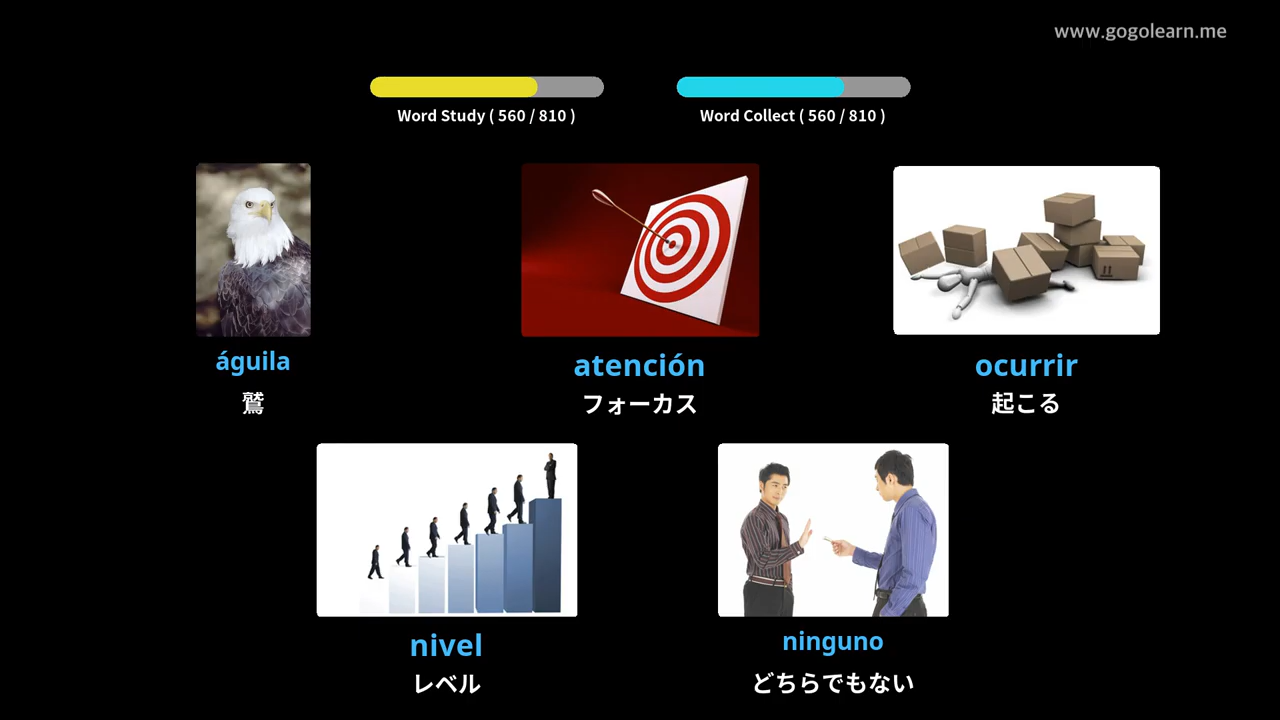 www.gogolearn.me
Word Study ( 560 / 810 )
Word Collect ( 560 / 810 )
águila
鷲
atención
フォーカス
ocurrir
起こる
nivel
レベル
ninguno
どちらでもない